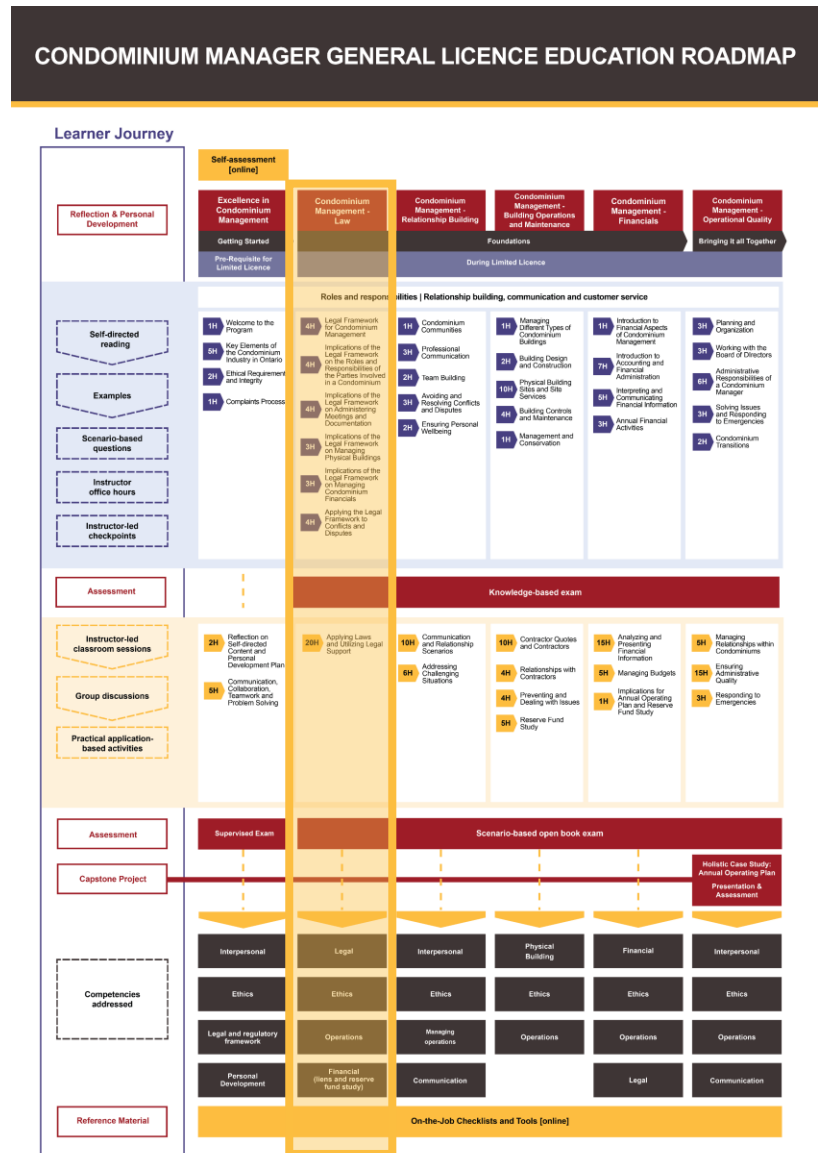 CONDOMINIUM MANAGER GENERAL LICENCE EDUCATION ROADMAP
Learner Journey
Self-assessment
[online]
Reflection & Personal
Development
Excellence in
Condominium
Management
Condominium
Management -
Law
Condominium
Management -
Relationship Building
Condominium
Management -
Building Operations
and Maintenance
Condominium
Management -
Financials
Condominium
Management -
Operational Quality
Getting Started
Foundations
Bringing It all Together
Pre-Requisite for
Limited Licence
During Limited Licence
Roles and responsibilities | Relationship building, communication and customer service
Self-directed
reading
Examples
Scenario-based
questions
Instructor
office hours
Instructor-led
checkpoints
1H Welcome to the
Program
5H Key Elements of
the Condominium
Industry in Ontario
2H Ethical Requirement
and Integrity
1H Complaints Process
4H Legal Framework
for Condominium
Management
4H Implications of the
Legal Framework
on the Roles and
Responsibilities of
the Parties Involved
in a Condominium
4H Implications of the
Legal Framework
on Administering
Meetings and
Documentation
3H Implications of the
Legal Framework
on Managing
Physical Buildings
3H Implications of the
Legal Framework
on Managing
Condominium
Financials
4H Applying the Legal
Framework to
Conflicts and
Disputes
1H Condominium
Communities
3H Professional
Communication
2H Team Building
3H Avoiding and
Resolving Conflicts
and Disputes
2H Ensuring Personal
Wellbeing
1H Managing
Different Types of
Condominium
Buildings
2H Building Design
and Construction
10H Physical Building
Sites and Site
Services
4H Building Controls
and Maintenance
1H Management and
Conservation
1H Introduction to
Financial Aspects
of Condominium
Management
7H Introduction to
Accounting and
Financial
Administration
5H Interpreting and
Communicating
Financial Information
3H Annual Financial
Activities
3H Planning and
Organization
3H Working with the
Board of Directors
6H Administrative
Responsibilities of
a Condominium
Manager
3H Solving Issues
and Responding
to Emergencies
2H Condominium
Transitions
Assessment
Knowledge-based exam
Instructor-led
classroom sessions
Group discussions
Practical application-
based activities
2H Reflection on
Self-directed
Content and
Personal
Development Plan
5H Communication,
Collaboration,
Teamwork and
Problem Solving
20H Applying Laws
and Utilizing Legal
Support
10H Communication
and Relationship
Scenarios
6H Addressing
Challenging
Situations
10H Contractor Quotes
and Contractors
4H Relationships with
Contractors
4H Preventing and
Dealing with Issues
5H Reserve Fund
Study
15H Analyzing and
Presenting
Financial
Information
5H Managing Budgets
1H Implications for
Annual Operating
Plan and Reserve
Fund Study
5H Managing
Relationships within
Condominiums
15H Ensuring
Administrative
Quality
3H Responding to
Emergencies
Assessment
Supervised Exam
Scenario-based open book exam
Capstone Project
Holistic Case Study:
Annual Operating Plan
Presentation &
Assessment
Competencies
addressed
Interpersonal
Legal
Interpersonal
Physical
Building
Financial
Interpersonal
Ethics
Ethics
Ethics
Ethics
Ethics
Ethics
Legal and regulatory
framework
Operations
Managing
operations
Operations
Operations
Operations
Personal
Development
Financial
(liens and reserve
fund study)
Communication
Legal
Communication
Reference Material
On-the-Job Checklists and Tools [online]